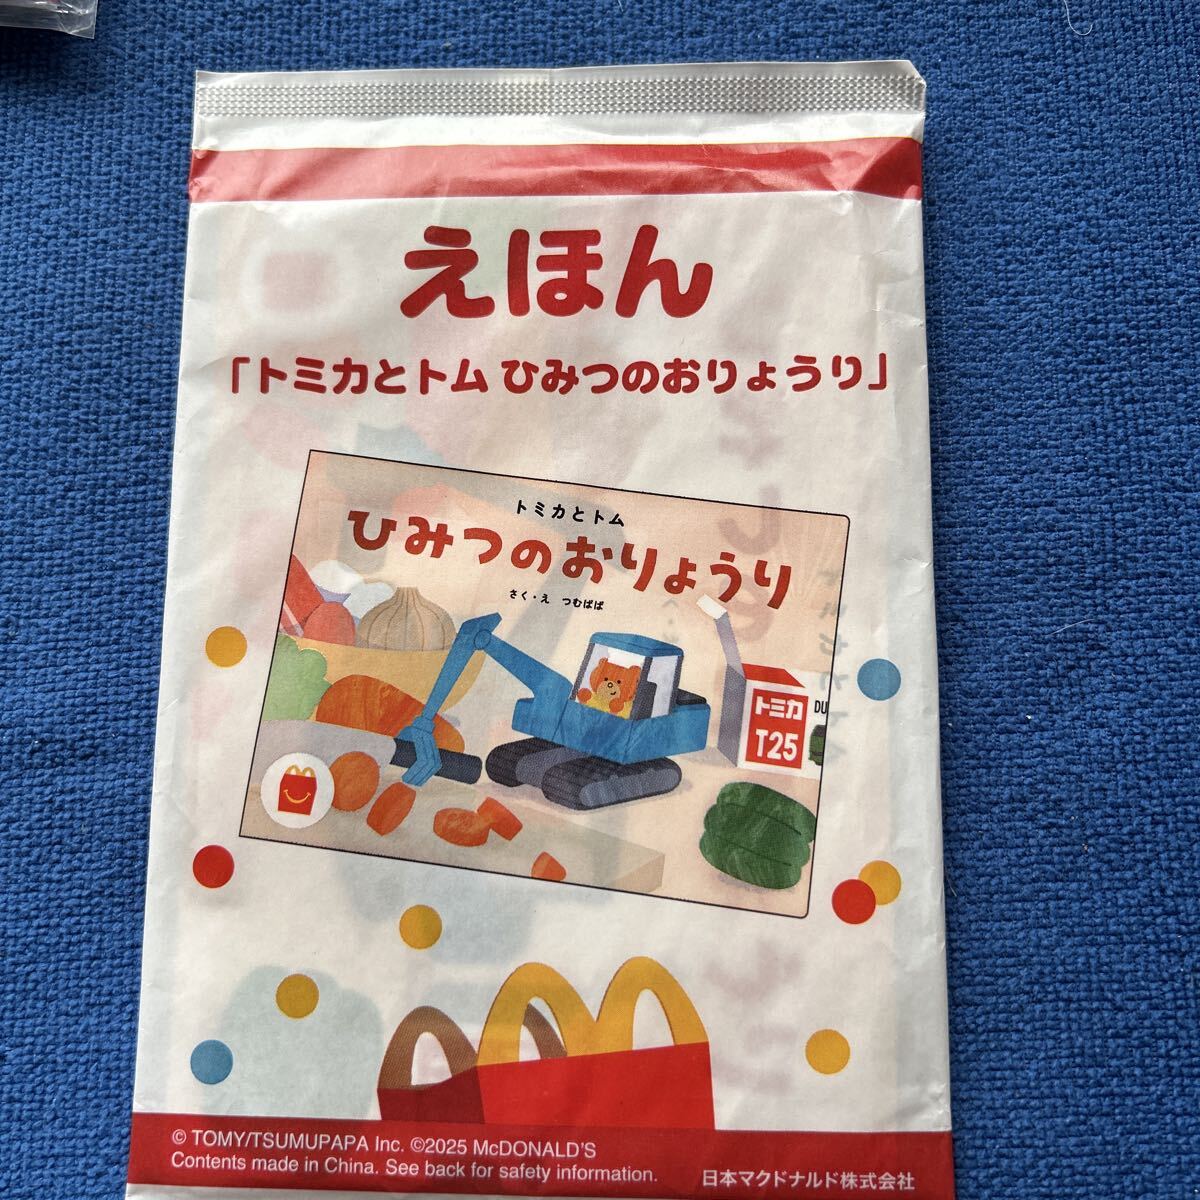 えほん
「トミカとトム ひみつのおりょうり」
トミカとトム
ひみつのおりょうり
さく・え つむぱぱ
トミカ
T25
DU
© TOMY/TSUMUPAPA Inc. ©2025 McDONALD'S
Contents made in China. See back for safety information.
日本マクドナルド株式会社